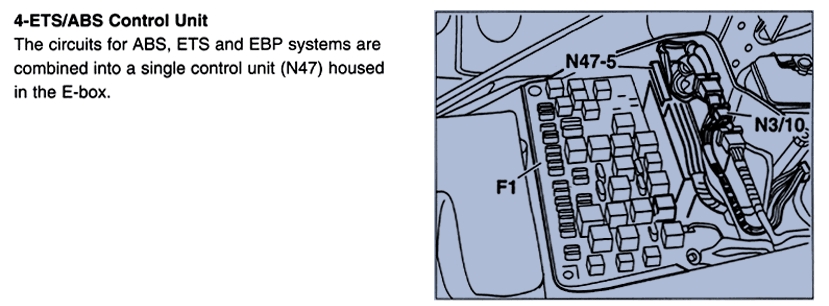 4-ETS/ABS Control Unit
The circuits for ABS, ETS and EBP systems are
combined into a single control unit (N47) housed
in the E-box.
N47-5
N3/10
F1